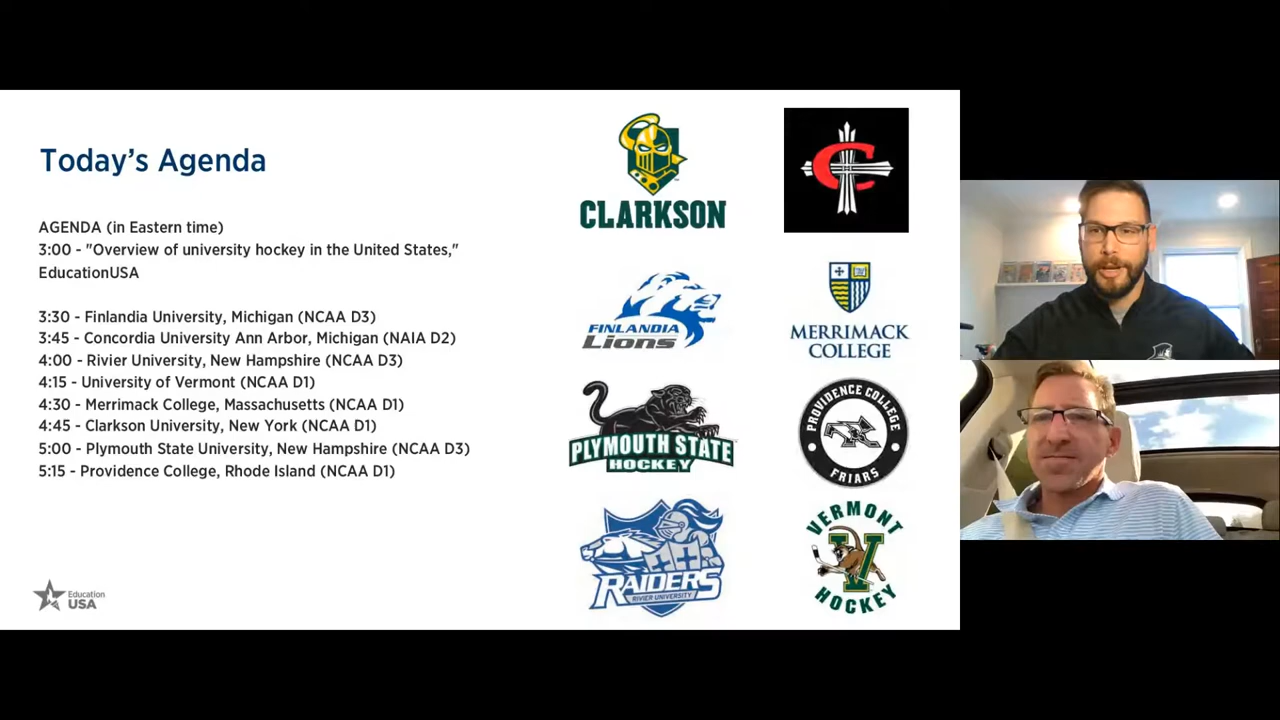 Today's Agenda
AGENDA (in Eastern time)
3:00 - "Overview of university hockey in the United States,"
EducationUSA
3:30 - Finlandia University, Michigan (NCAA D3)
3:45 - Concordia University Ann Arbor, Michigan (NAIA D2)
4:00 - Rivier University, New Hampshire (NCAA D3)
4:15 - University of Vermont (NCAA D1)
4:30 - Merrimack College, Massachusetts (NCAA D1)
4:45 - Clarkson University, New York (NCAA D1)
5:00 - Plymouth State University, New Hampshire (NCAA D3)
5:15 - Providence College, Rhode Island (NCAA D1)
Education
USA
CLARKSON
C
FINLANDIA
Lions
MERRIMACK
COLLEGE
PLYMOUTH STATE
HOCKEY
PROVIDENCE COLLEGE
FRIARS
RAIDERS
RIVIER UNIVERSITY
VERMONT
V
HOCKEY